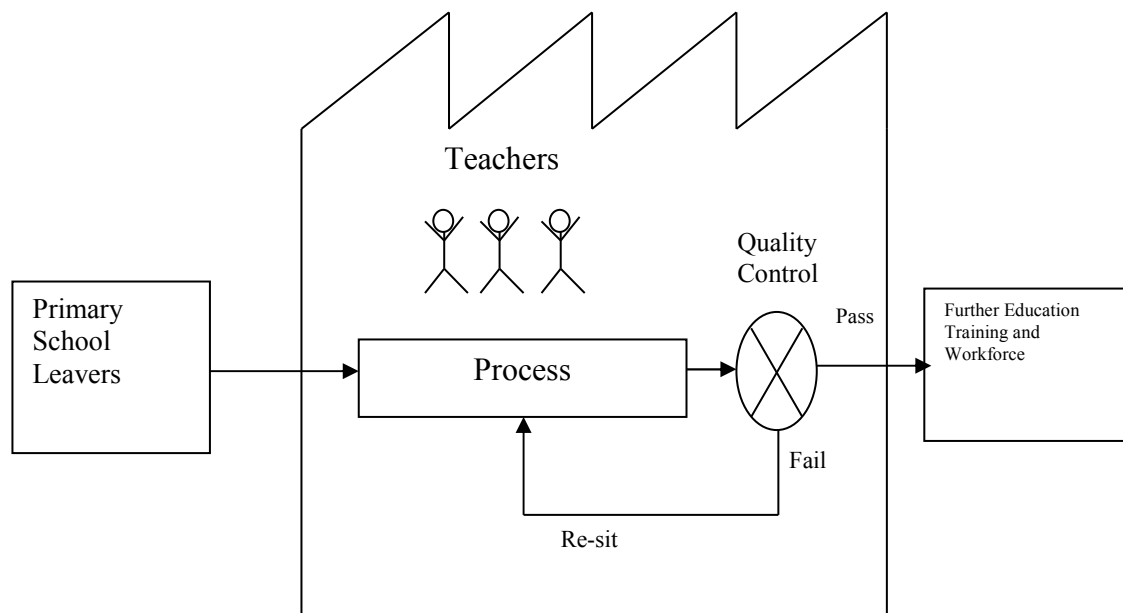 Teachers
Quality
Control
Primary
School
Leavers
Process
Pass
Further Education
Training and
Workforce
Fail
Re-sit